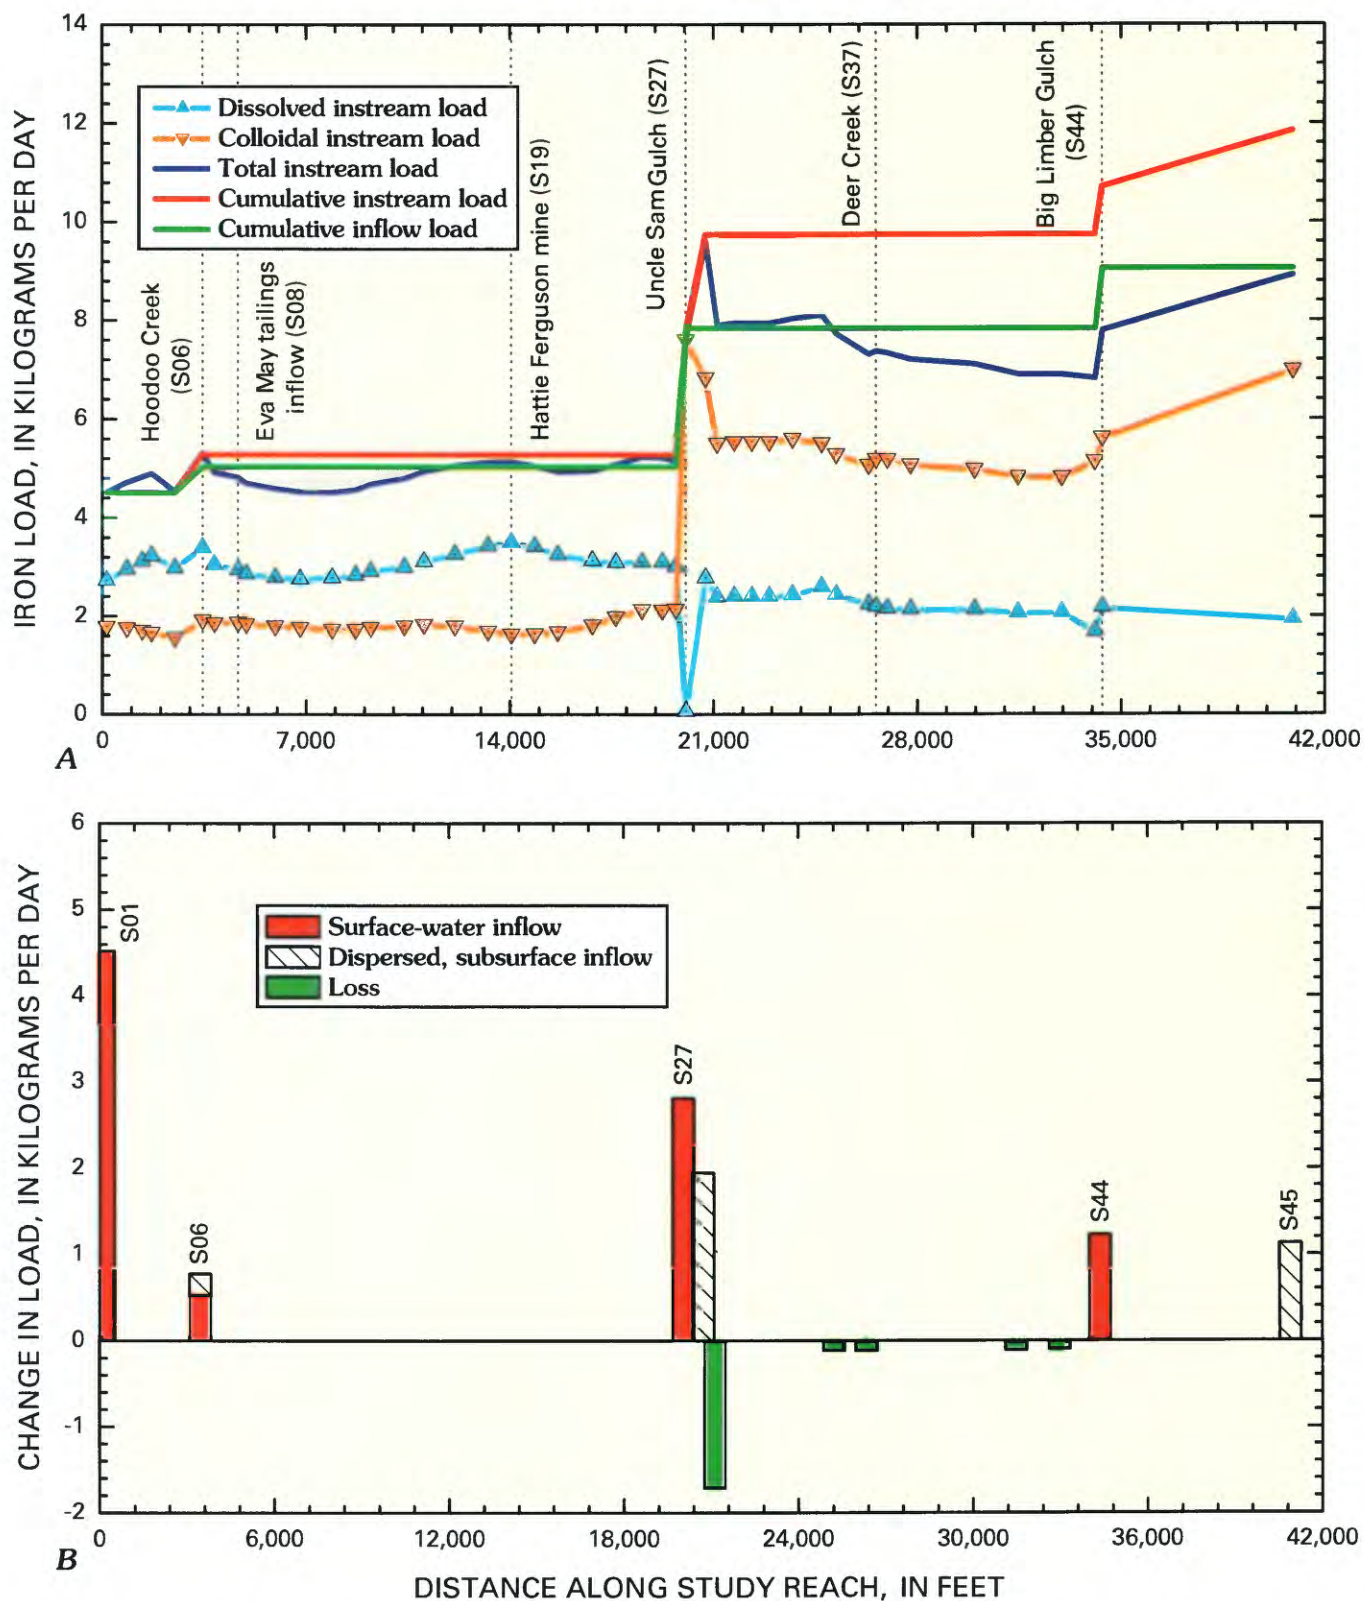 14
12
10
8
6
4
2
0
IRON LOAD, IN KILOGRAMS PER DAY
Dissolved instream load
Colloidal instream load
Total instream load
Cumulative instream load
Cumulative inflow load
Hoodoo Creek
(S06)
Eva May tailings
inflow (S08)
Hattie Ferguson mine (S19)
Uncle Sam Gulch (S27)
Deer Creek (S37)
Big Limber Gulch
(S44)
0
7,000
14,000
21,000
28,000
35,000
42,000
A
6
5
4
3
2
1
0
-1
-2
CHANGE IN LOAD, IN KILOGRAMS PER DAY
Surface-water inflow
Dispersed, subsurface inflow
Loss
S01
S06
S27
S44
S45
0
6,000
12,000
18,000
24,000
30,000
36,000
42,000
B
DISTANCE ALONG STUDY REACH, IN FEET